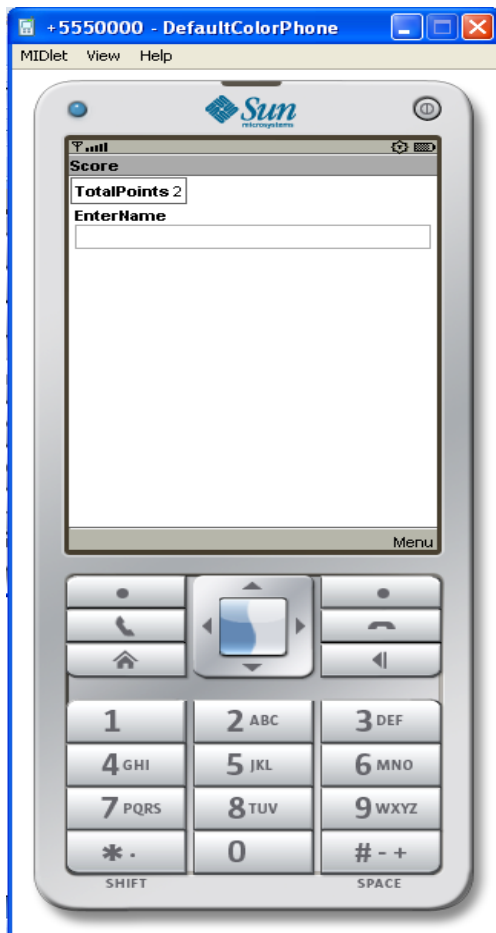 +5550000 - DefaultColorPhone
MIDlet View Help
Sun
microsystems
Score
TotalPoints 2
EnterName
Menu
1 2 ABC 3 DEF
4 GHI 5 JKL 6 MNO
7 PQRS 8 TUV 9 WXYZ
* . 0 # - +
SHIFT SPACE